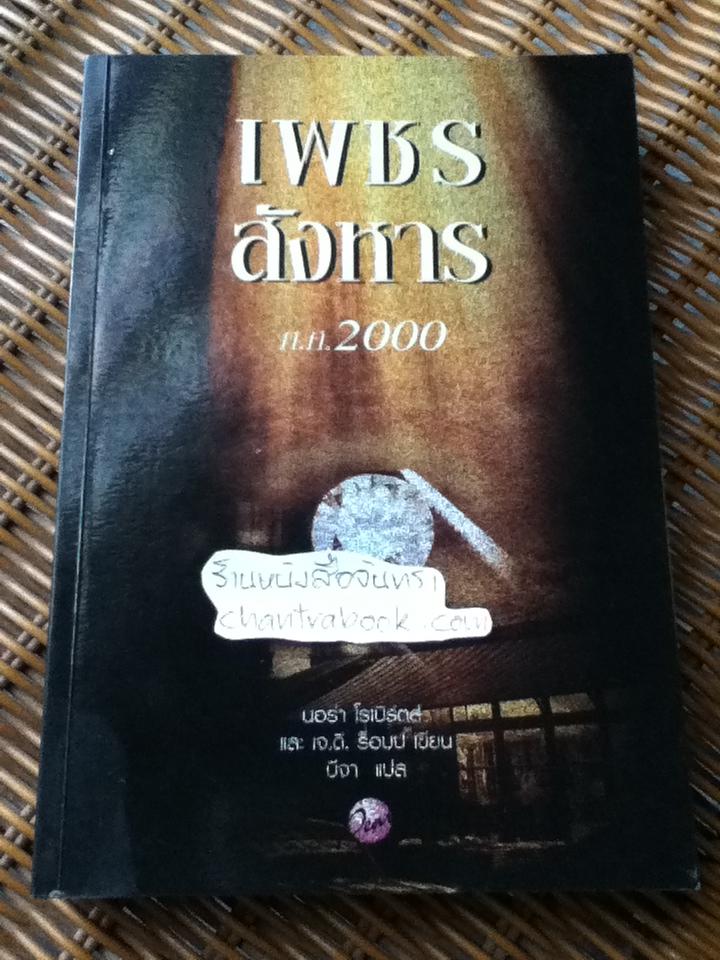 เพชร
สังหาร
ค.ศ. 2000
ร้านหนังสือจันทรา
chantrabook.com
นอร่า โรเบิร์ตส์
และ เจ.ดี. ร็อบบ์ เขียน
บีจา แปล